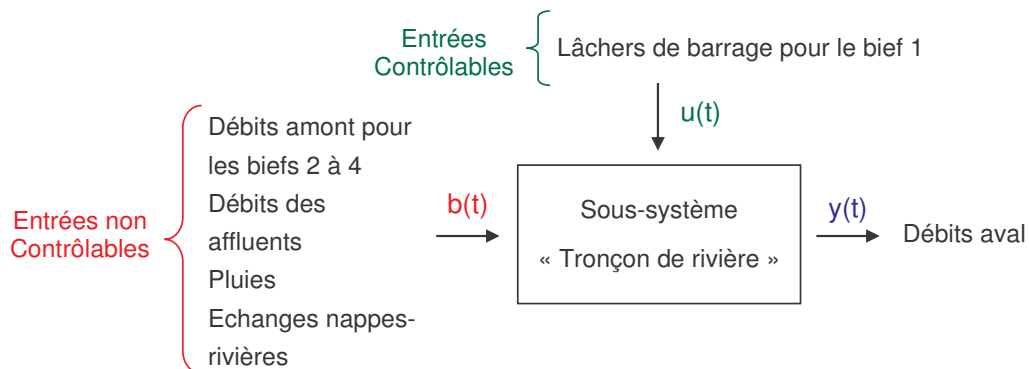 Entrées
Contrôlables
Lâchers de barrage pour le bief 1
u(t)
Entrées non
Contrôlables
Débits amont pour
les biefs 2 à 4
Débits des
affluents
Pluies
Echanges nappes-
rivières
b(t)
Sous-système
« Tronçon de rivière »
y(t)
Débits aval